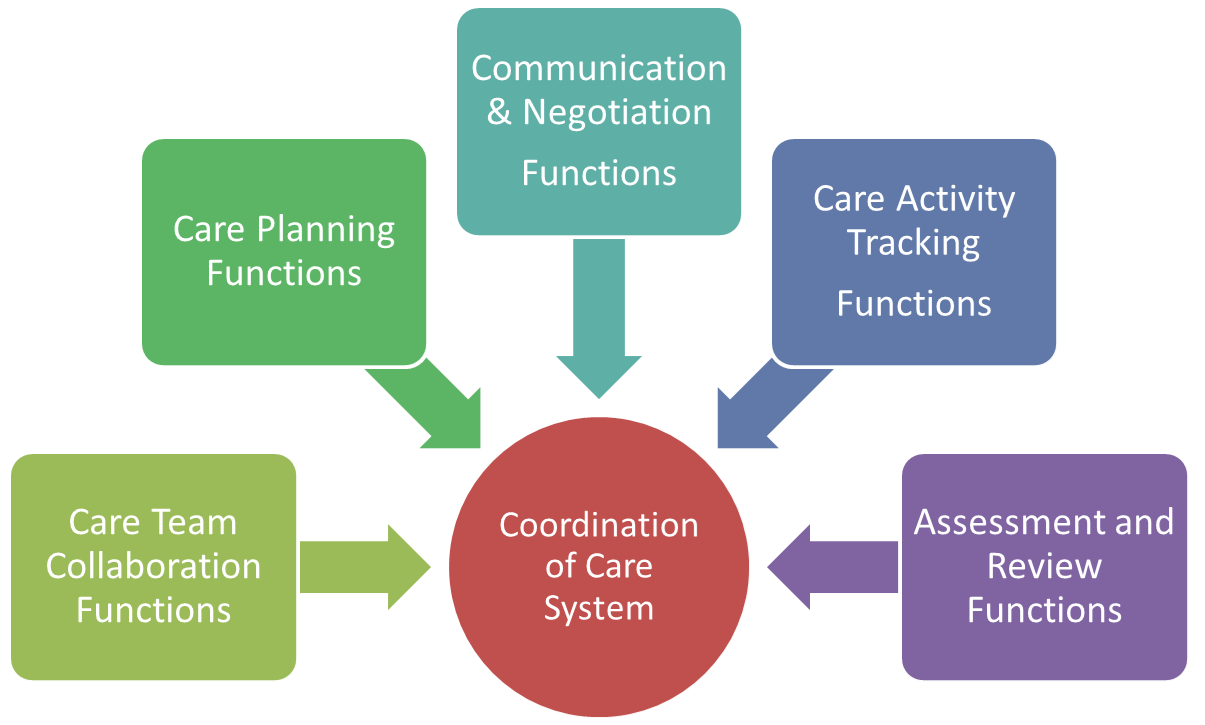 Communication
& Negotiation
Functions
Care Planning
Functions
Care Activity
Tracking
Functions
Care Team
Collaboration
Functions
Coordination
of Care
System
Assessment and
Review
Functions